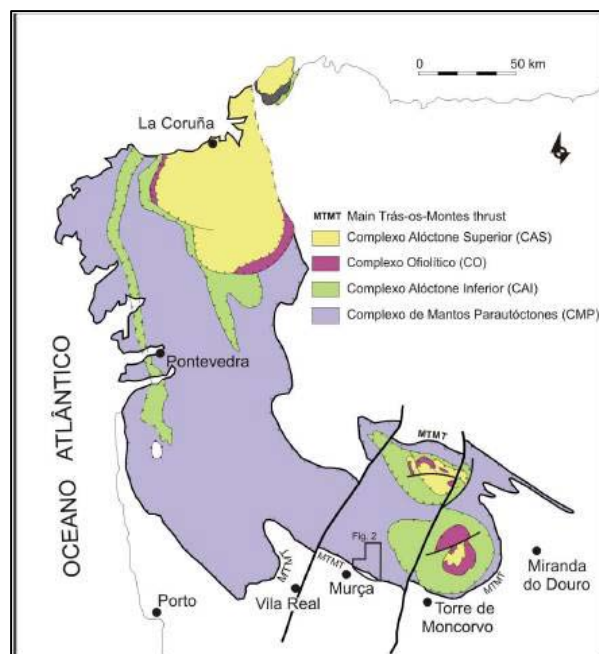 0 50 km
La Coruña
MTMT Main Trás-os-Montes thrust
Complexo Alóctone Superior (CAS)
Complexo Ofiolítico (CO)
Complexo Alóctone Inferior (CAI)
Complexo de Mantos Parautóctones (CMP)
Pontevedra
OCEANO ATLÂNTICO
MTMT
Fig. 2
MTMT
MTMT
MTMT
Miranda
do Douro
Murça
Vila Real
Porto
Torre de
Moncorvo